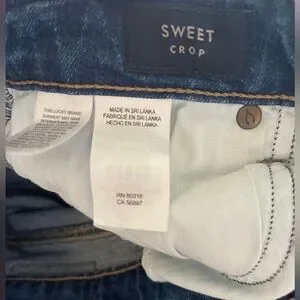 SWEET
CROP
THIS LUCKY BRAND
GARMENT MAY HAVE
MADE IN SRI LANKA
FABRIQUÉ EN SRI LANKA
HECHO EN SRI LANKA
RN 80318
CA 56897